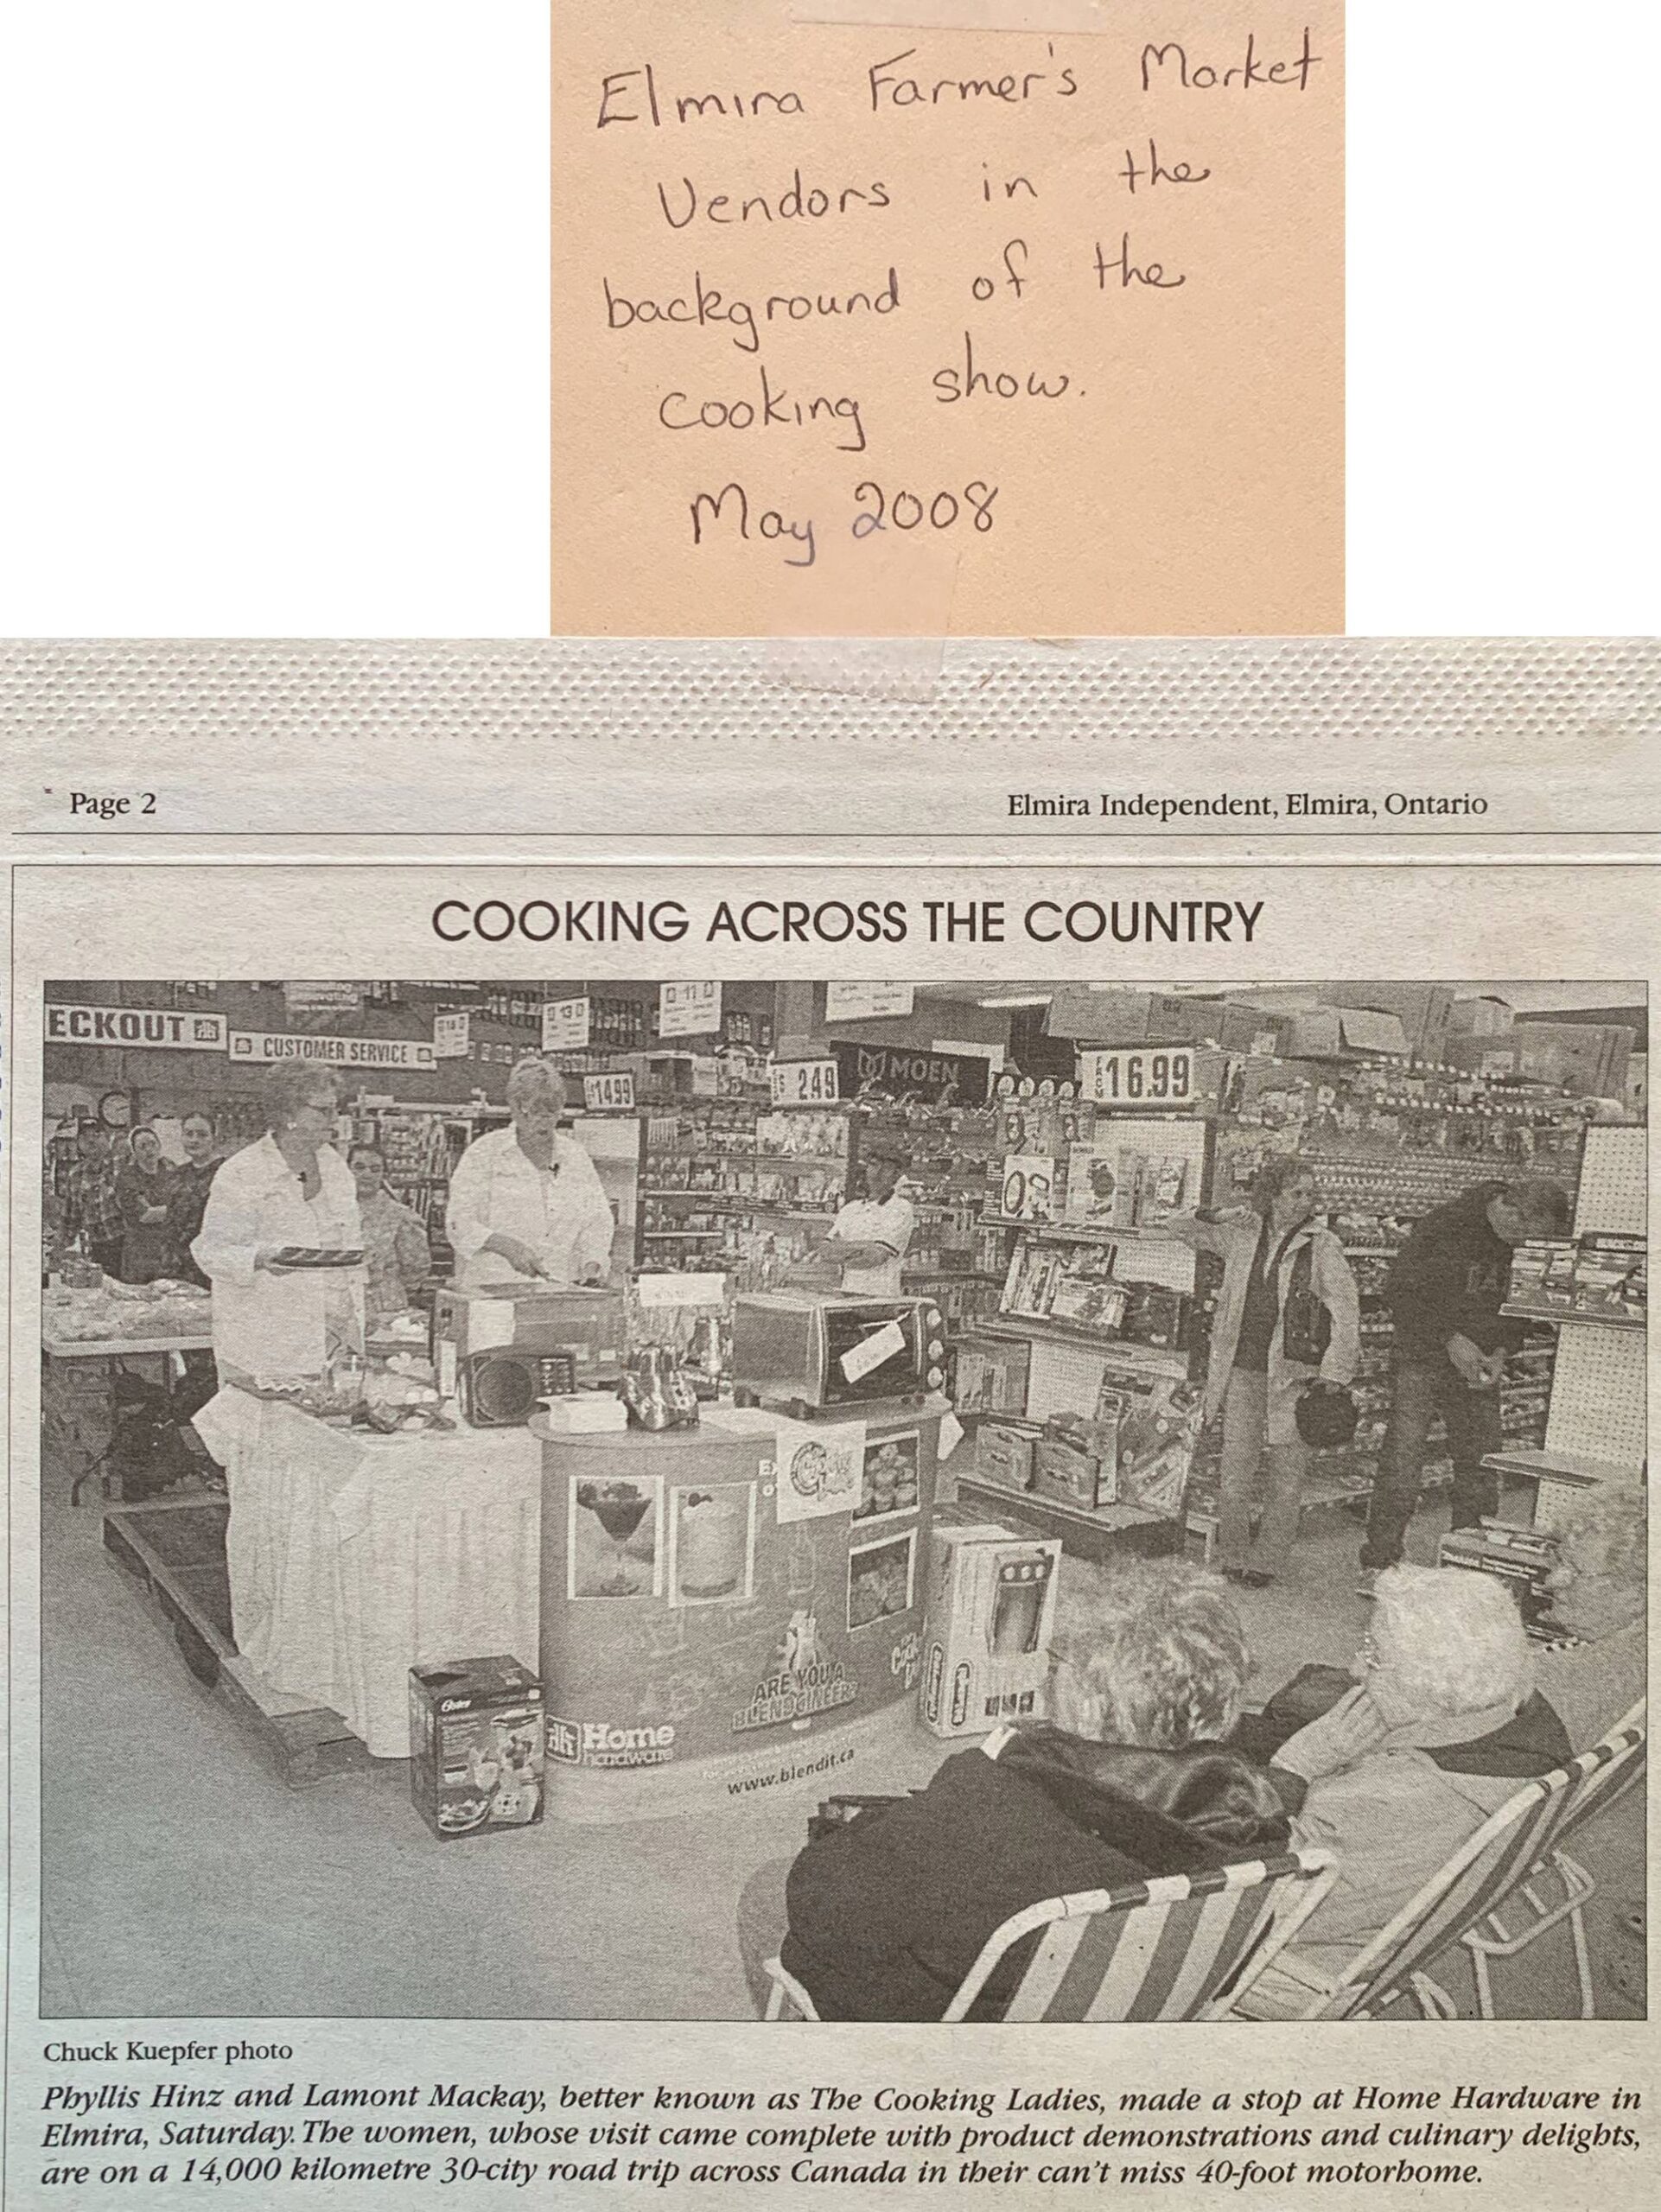 Elmira Farmer's Market
Vendors in the
background of the
cooking show.
May 2008
Page 2
Elmira Independent, Elmira, Ontario
COOKING ACROSS THE COUNTRY
ECKOUT
CUSTOMER SERVICE
14.99
2.49
MOEN
16.99
Oster
ARE YOU A
BLENDGINEER?
Home
hardware
www.blendit.ca
Chuck Kuepfer photo
Phyllis Hinz and Lamont Mackay, better known as The Cooking Ladies, made a stop at Home Hardware in
Elmira, Saturday. The women, whose visit came complete with product demonstrations and culinary delights,
are on a 14,000 kilometre 30-city road trip across Canada in their can't miss 40-foot motorhome.